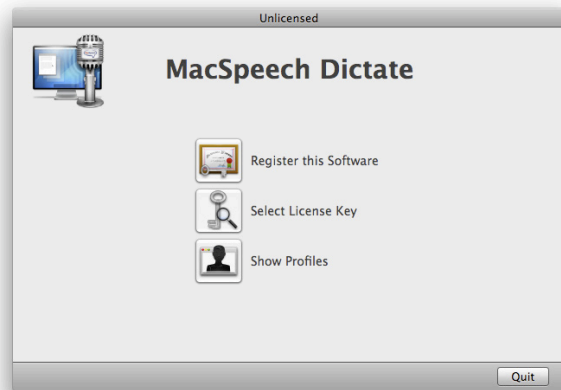 Unlicensed
MacSpeech Dictate
Register this Software
Select License Key
Show Profiles
Quit